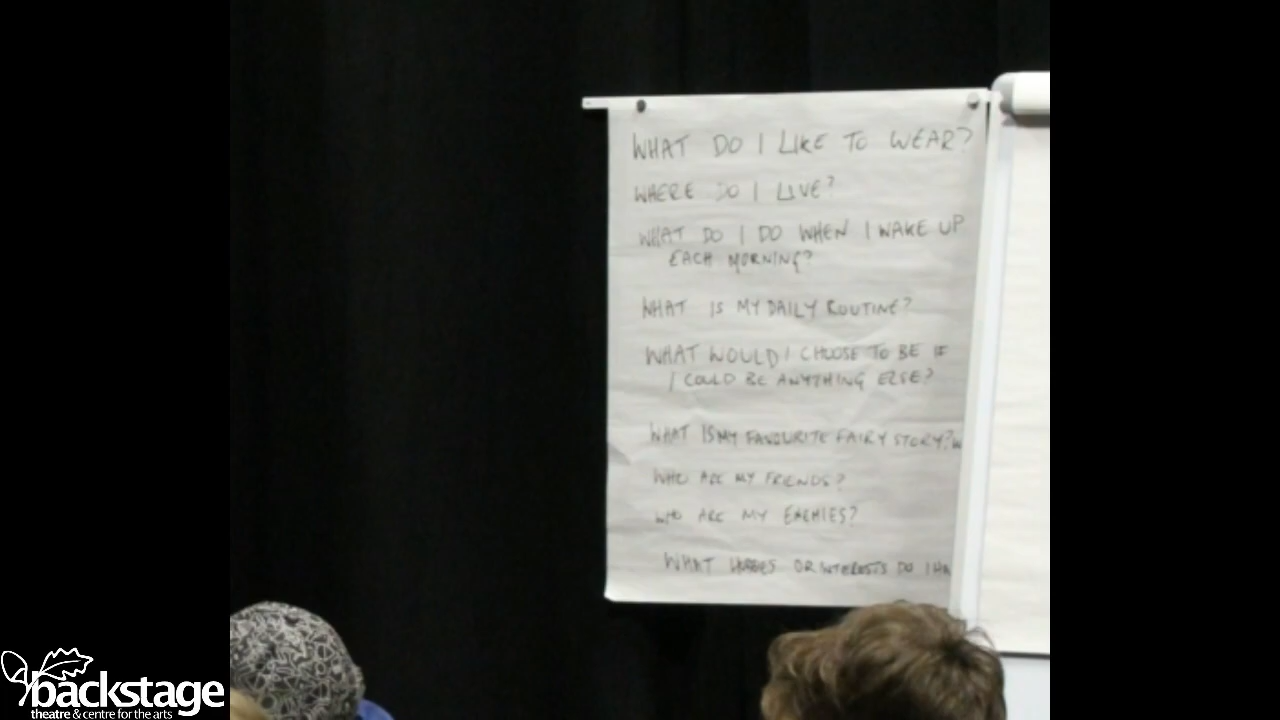 WHAT DO I LIKE TO WEAR?
WHERE DO I LIVE?
WHAT DO I DO WHEN I WAKE UP
EACH MORNING?
WHAT IS MY DAILY ROUTINE?
WHAT WOULD I CHOOSE TO BE IF
I COULD BE ANYTHING ELSE?
WHAT IS MY FAVOURITE FAIRY STORY? W
WHO ARE MY FRIENDS?
WHO ARE MY ENEMIES?
WHAT OR INTERESTS DO I HA
backstage
theatre & centre for the arts